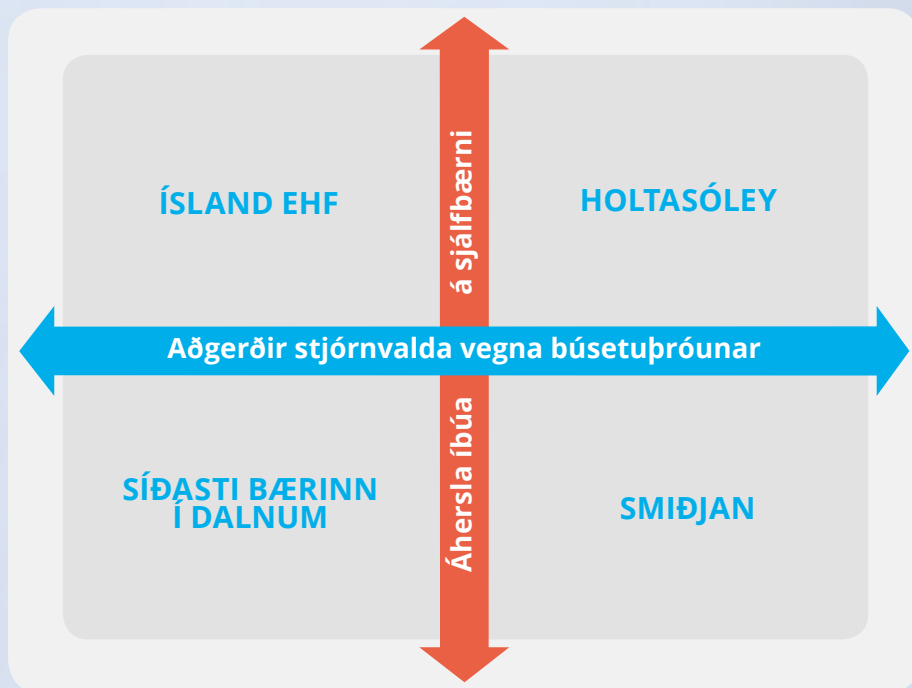 ÍSLAND EHF
HOLTASÓLEY
Aðgerðir stjórnvalda vegna búsetuþróunar
Áhersla íbúa á sjálfbærni
SÍÐASTI BÆRINN
Í DALNUM
SMIÐJAN